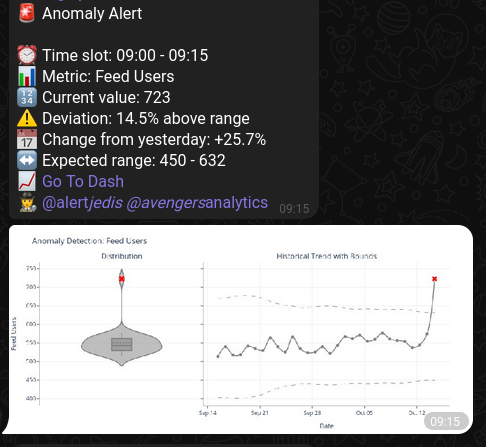 Anomaly Alert
Time slot: 09:00 - 09:15
Metric: Feed Users
Current value: 723
Deviation: 14.5% above range
Change from yesterday: +25.7%
Expected range: 450 - 632
Go To Dash
@alertjedis @avengersanalytics
09:15
Anomaly Detection: Feed Users
Distribution
Historical Trend with Bounds
Feed Users
750
700
650
600
550
500
450
400
Sep 14
Sep 21
Sep 28
Oct 05
Oct 12
Date
09:15